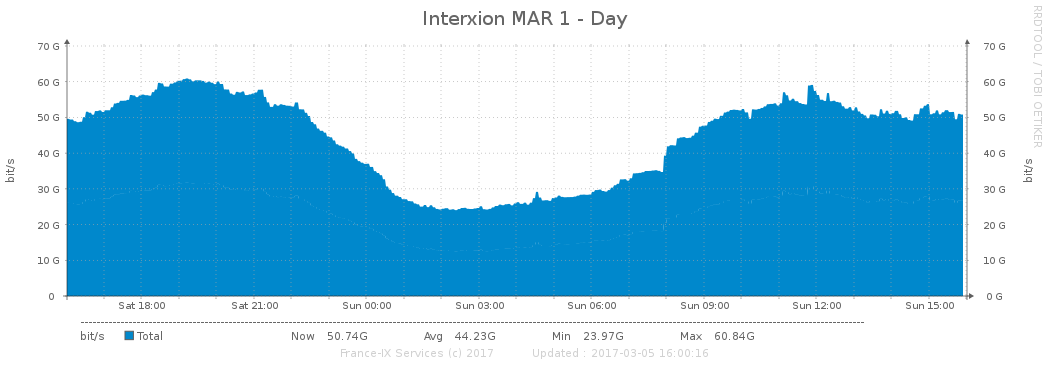 Interxion MAR 1 - Day
RRDTOOL / TOBI OETIKER
70 G 70 G
60 G 60 G
50 G 50 G
40 G 40 G
30 G 30 G
20 G 20 G
10 G 10 G
0 0 G
bit/s bit/s
Sat 18:00 Sat 21:00 Sun 00:00 Sun 03:00 Sun 06:00 Sun 09:00 Sun 12:00 Sun 15:00
bit/s Total Now 50.74G Avg 44.23G Min 23.97G Max 60.84G
France-IX Services (c) 2017 Updated : 2017-03-05 16:00:16